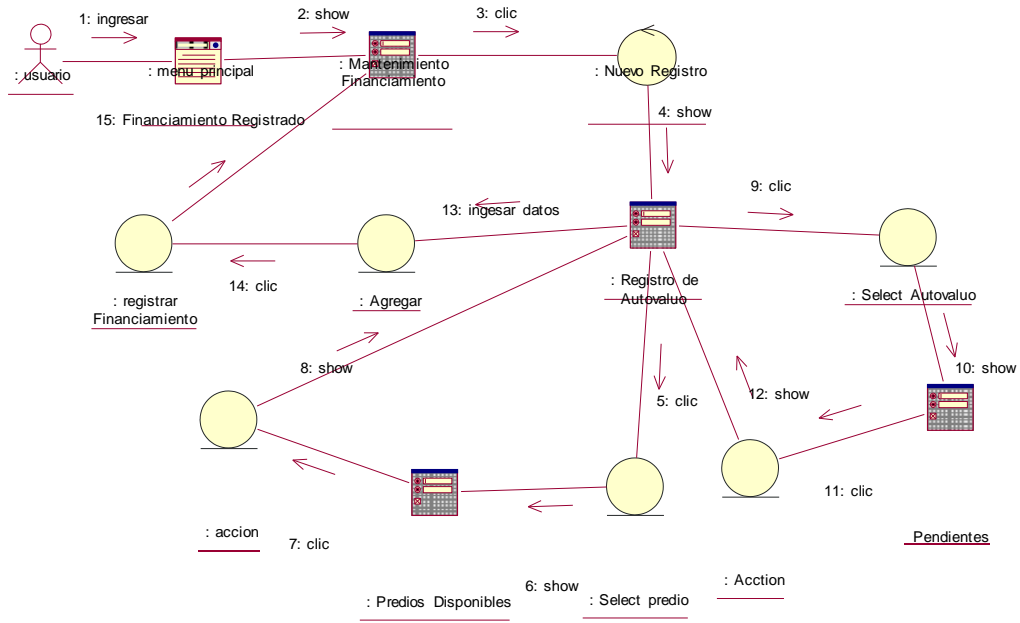 1: ingresar
2: show
3: clic
: usuario
: menu principal
: Mantenimiento
Financiamiento
: Nuevo Registro
15: Financiamiento Registrado
4: show
9: clic
13: ingesar datos
14: clic
: registrar
Financiamiento
: Agregar
: Registro de
Autovaluo
: Select Autovaluo
8: show
10: show
5: clic
12: show
11: clic
: accion
7: clic
Pendientes
6: show
: Acction
: Predios Disponibles
: Select predio